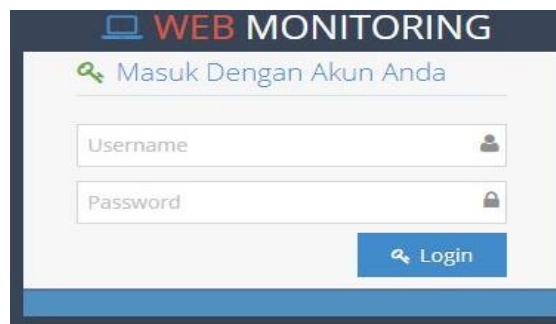 WEB MONITORING
Masuk Dengan Akun Anda
Username
Password
Login